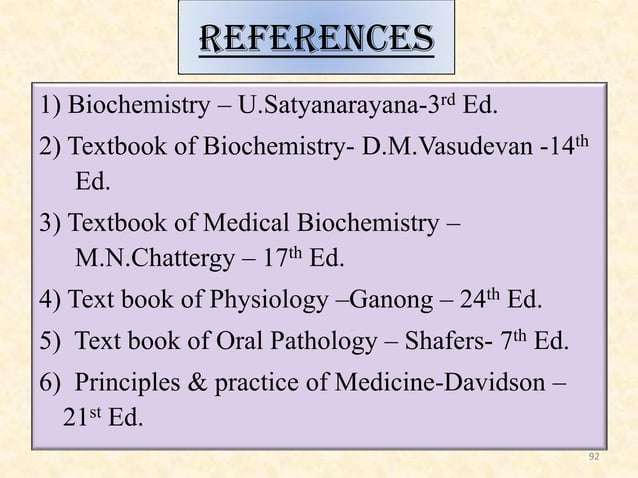 REFERENCES
1) Biochemistry – U.Satyanarayana-3rd Ed.
2) Textbook of Biochemistry- D.M.Vasudevan -14th
Ed.
3) Textbook of Medical Biochemistry –
M.N.Chattergy – 17th Ed.
4) Text book of Physiology –Ganong – 24th Ed.
5) Text book of Oral Pathology – Shafers- 7th Ed.
6) Principles & practice of Medicine-Davidson –
21st Ed.
92